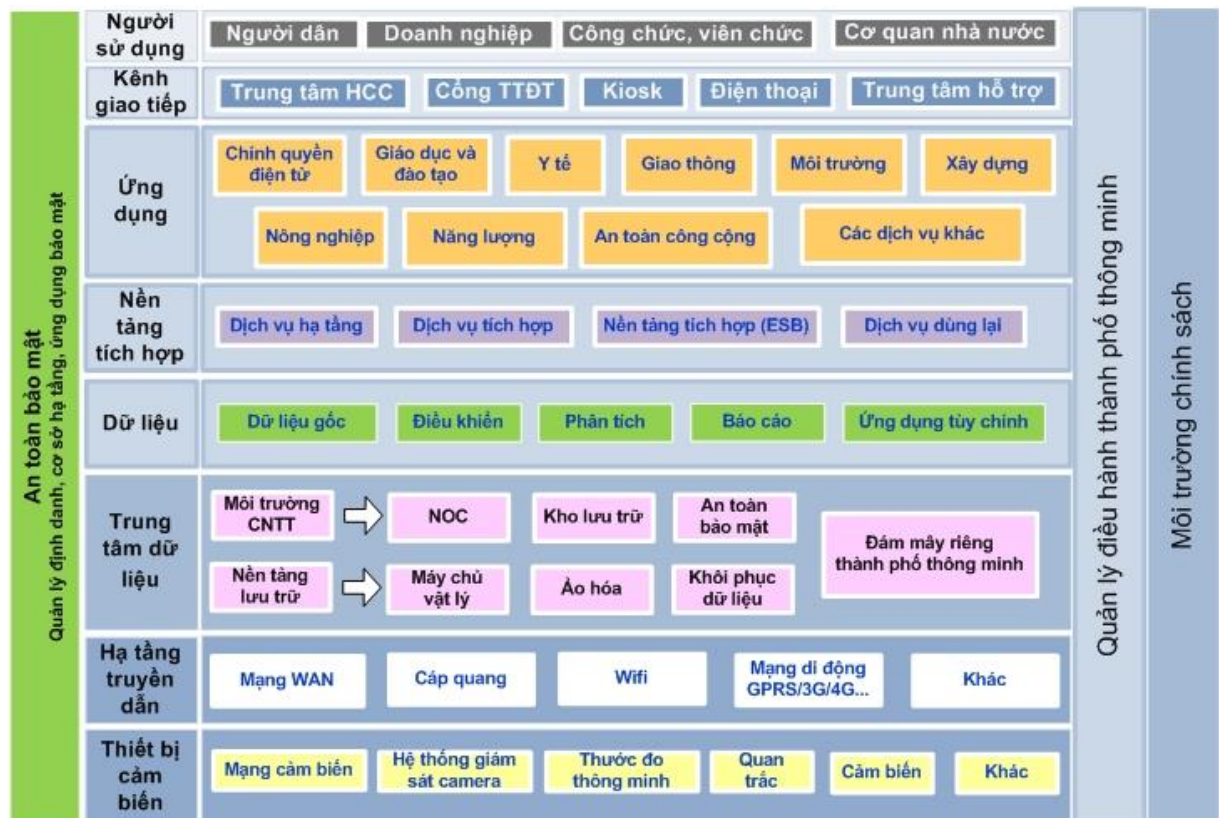 Người
sử dụng
Người dân
Doanh nghiệp
Công chức, viên chức
Cơ quan nhà nước
Kênh
giao tiếp
Trung tâm HCC
Cổng TTĐT
Kiosk
Điện thoại
Trung tâm hỗ trợ
Ứng
dụng
Chính quyền
điện tử
Giáo dục và
đào tạo
Y tế
Giao thông
Môi trường
Xây dựng
Nông nghiệp
Năng lượng
An toàn công cộng
Các dịch vụ khác
Nền
tảng
tích hợp
Dịch vụ hạ tầng
Dịch vụ tích hợp
Nền tảng tích hợp (ESB)
Dịch vụ dùng lại
Dữ liệu
Dữ liệu gốc
Điều khiển
Phân tích
Báo cáo
Ứng dụng tùy chỉnh
Trung
tâm dữ
liệu
Môi trường
CNTT
NOC
Kho lưu trữ
An toàn
bảo mật
Đám mây riêng
thành phố thông minh
Nền tảng
lưu trữ
Máy chủ
vật lý
Ảo hóa
Khôi phục
dữ liệu
Hạ tầng
truyền
dẫn
Mạng WAN
Cáp quang
Wifi
Mạng di động
GPRS/3G/4G...
Khác
Thiết bị
cảm
biến
Mạng cảm biến
Hệ thống giám
sát camera
Thước đo
thông minh
Quan
trắc
Cảm biến
Khác
An toàn bảo mật
Quản lý định danh, cơ sở hạ tầng, ứng dụng bảo mật
Quản lý điều hành thành phố thông minh
Môi trường chính sách